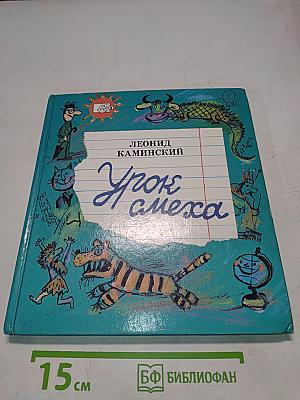 ЛЕОНИД
КАМИНСКИЙ
Урок
смеха
15 см
БФ БИБЛИОФАН